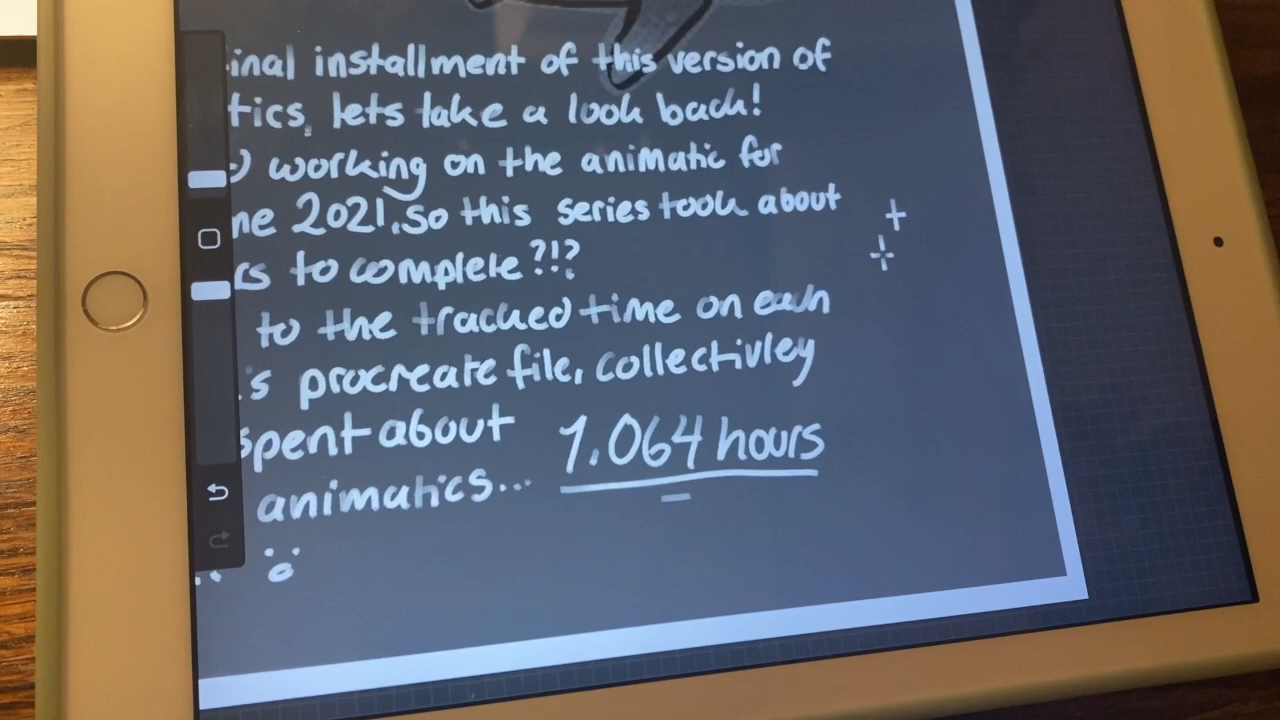 inal installment of this version of
tics, lets take a look back!
working on the animatic for
ne 2021. So this series took about
rs to complete?!?
to the tracked time on each
s procreate file, collectivley
spent about 1.064 hours
animatics...